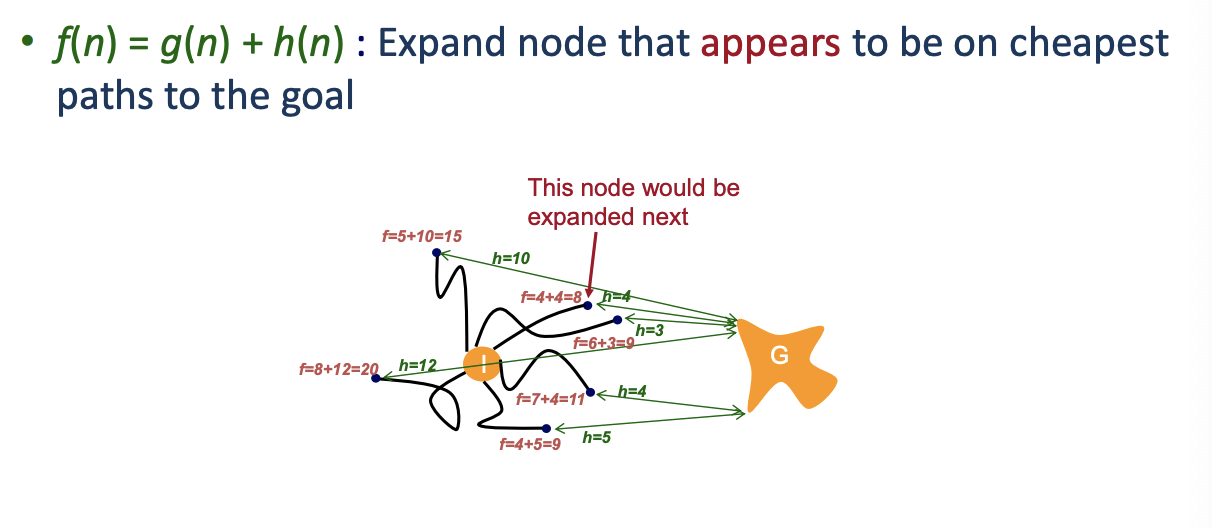 • f(n) = g(n) + h(n) : Expand node that appears to be on cheapest
paths to the goal
This node would be
expanded next
f=5+10=15
h=10
f=4+4=8
h=4
h=3
f=6+3=9
G
I
f=8+12=20
h=12
f=7+4=11
h=4
f=4+5=9
h=5